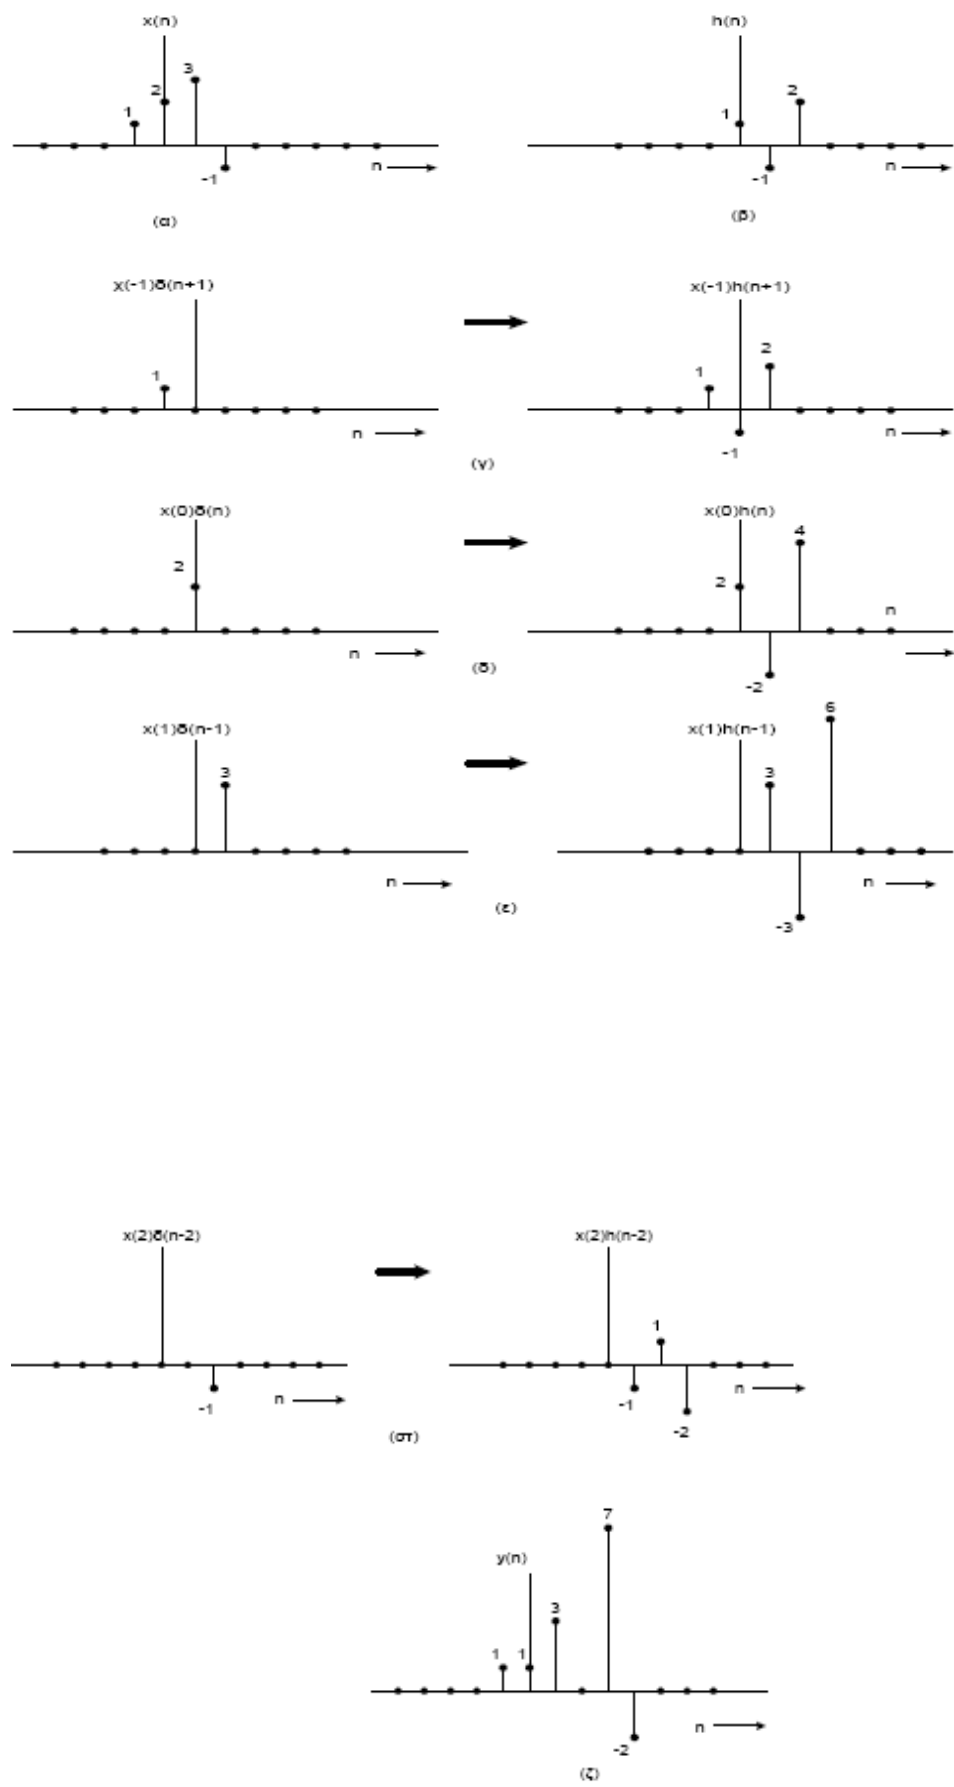 x(n) h(n)
3
2 2
1 1
-1 n -1 n
(α) (β)
x(-1)δ(n+1) x(-1)h(n+1)
2
1 1
n -1 n
(γ)
x(0)δ(n) x(0)h(n)
4
2 2
n
n
(δ) -2
6
x(1)δ(n-1) x(1)h(n-1)
3 3
n n
(ε)
-3
x(2)δ(n-2) x(2)h(n-2)
1
-1 n -1 n
-2
(στ)
7
y(n)
3
1 1
n
-2
(ζ)